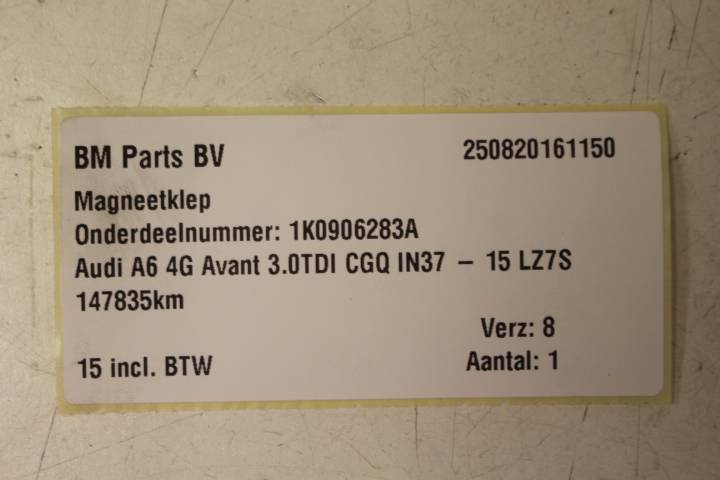 BM Parts BV 250820161150
Magneetklep
Onderdeelnummer: 1K0906283A
Audi A6 4G Avant 3.0TDI CGQ IN37 – 15 LZ7S
147835km
Verz: 8
15 incl. BTW Aantal: 1